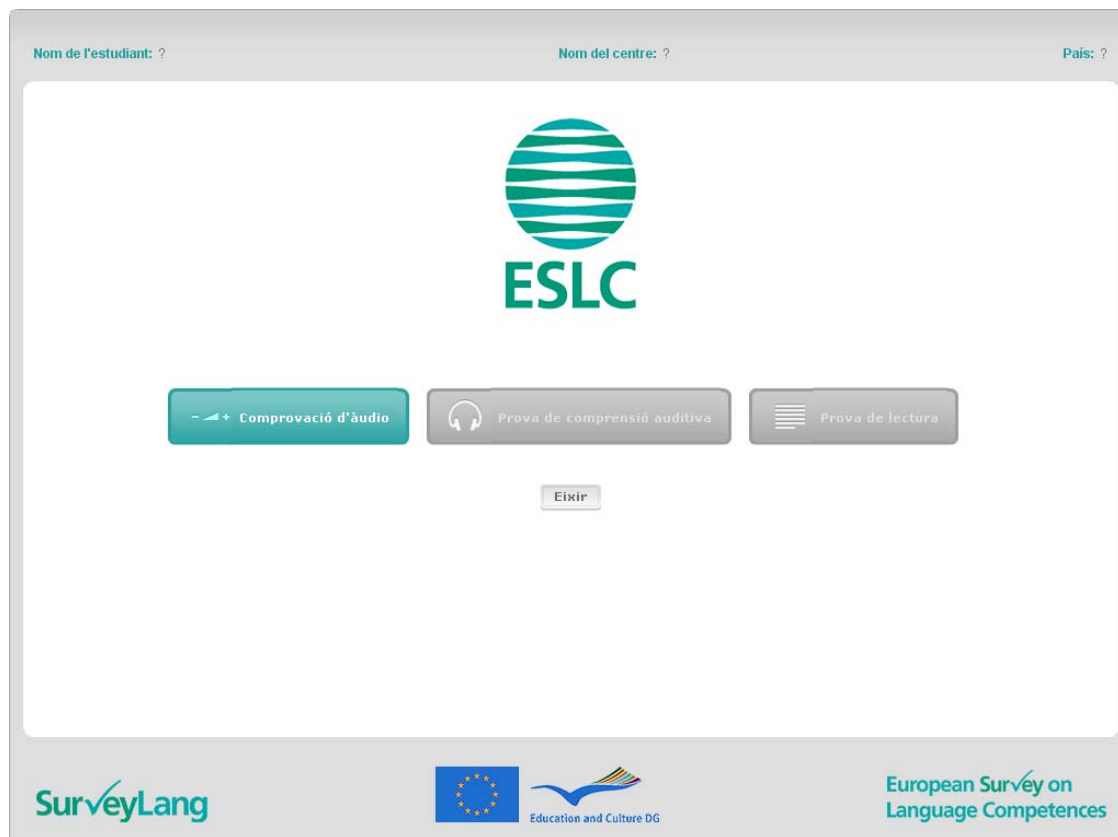 Nom de l'estudiant: ? Nom del centre: ? País: ?
ESLC
- + Comprovació d'àudio Prova de comprensió auditiva Prova de lectura
Eixir
SurveyLang Education and Culture DG European Survey on
Language Competences